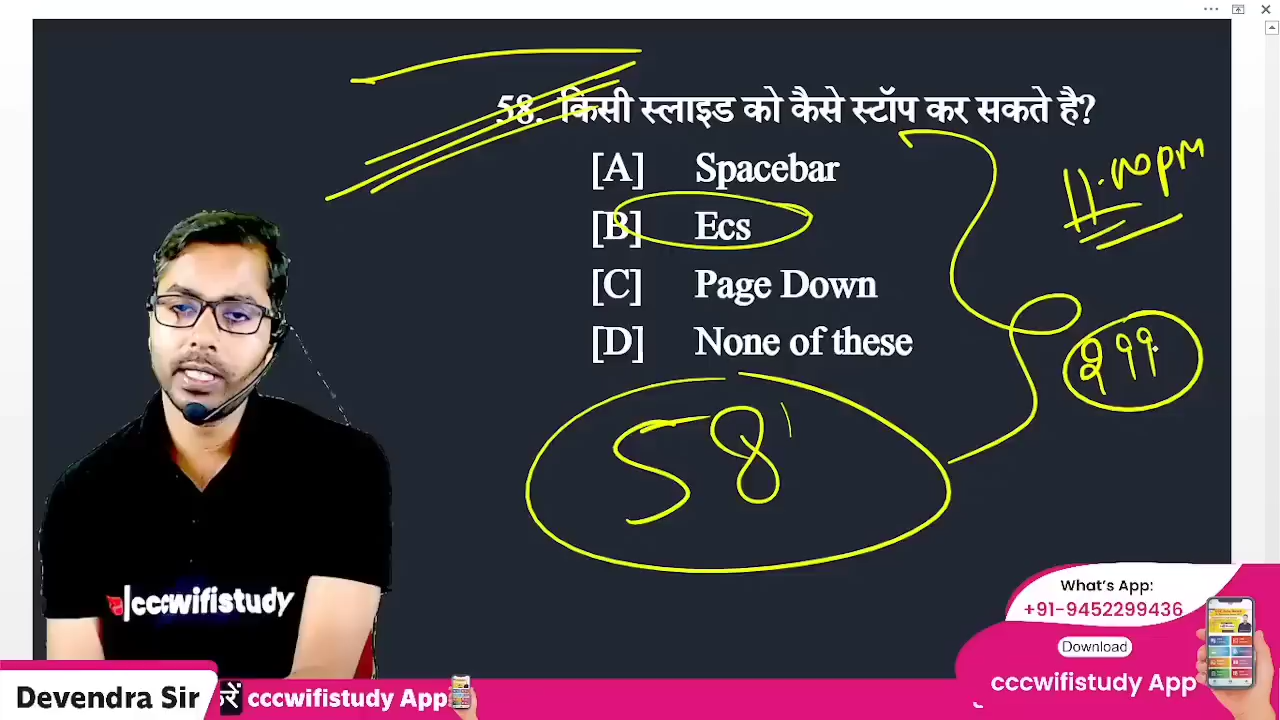 58. किसी स्लाइड को कैसे स्टॉप कर सकते है?
[A] Spacebar
[B] Ecs
[C] Page Down
[D] None of these
11.00pm
58
cccwifistudy
What's App:
+91-9452299436
Download
cccwifistudy App
Devendra Sir
करें cccwifistudy App